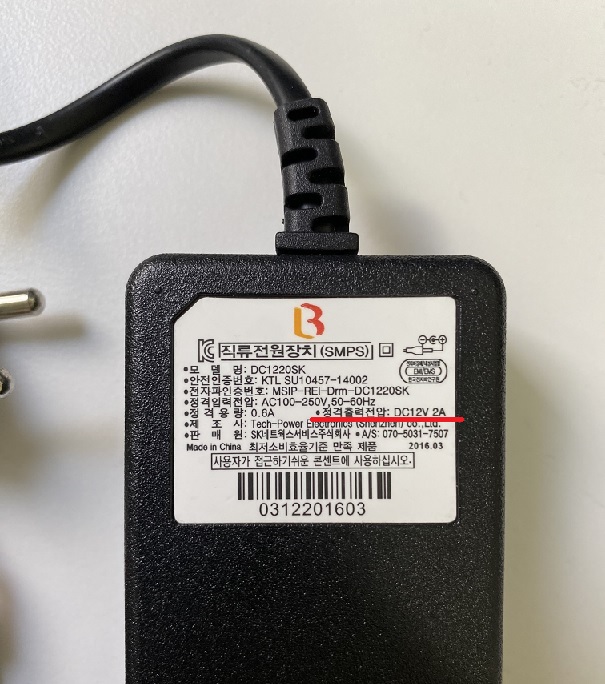 B
직류전원장치(SMPS)
•모 델 명: DC1220SK
•안전인증번호: KTL SU10457-14002
•전자파인증번호: MSIP-REI-Drm-DC1220SK
•정격입력전압: AC100-250V,50-60Hz
•정격용량: 0.6A •정격출력전압: DC12V 2A
•제 조 사: Tech-Power Electronics (Shenzhen) Co.,Ltd.
•판 매 원: SK네트웍스서비스주식회사 •A/S: 070-5031-7507
Made in China 최저소비효율기준 만족 제품 2016.03
사용자가 접근하기쉬운 콘센트에 사용하십시오.
0312201603